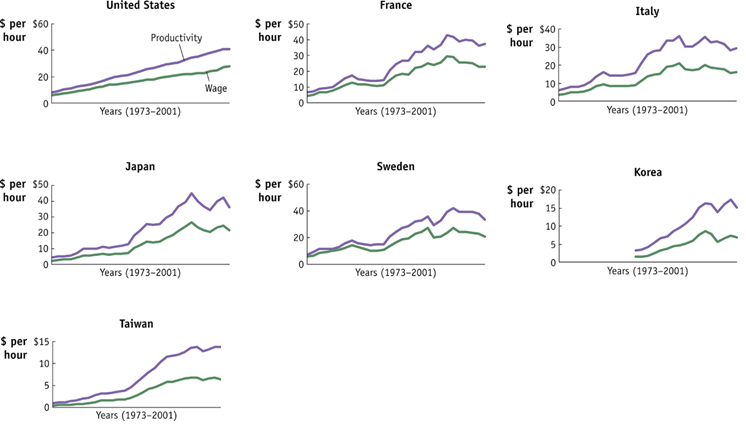 United States
$ per
hour
$60
40
20
0
Productivity
Wage
Years (1973–2001)
France
$ per
hour
$50
40
30
20
10
0
Years (1973–2001)
Italy
$ per
hour
$40
30
20
10
0
Years (1973–2001)
Japan
$ per
hour
$50
40
30
20
10
0
Years (1973–2001)
Sweden
$ per
hour
$60
40
20
0
Years (1973–2001)
Korea
$ per
hour
$20
15
10
5
0
Years (1973–2001)
Taiwan
$ per
hour
$15
10
5
0
Years (1973–2001)